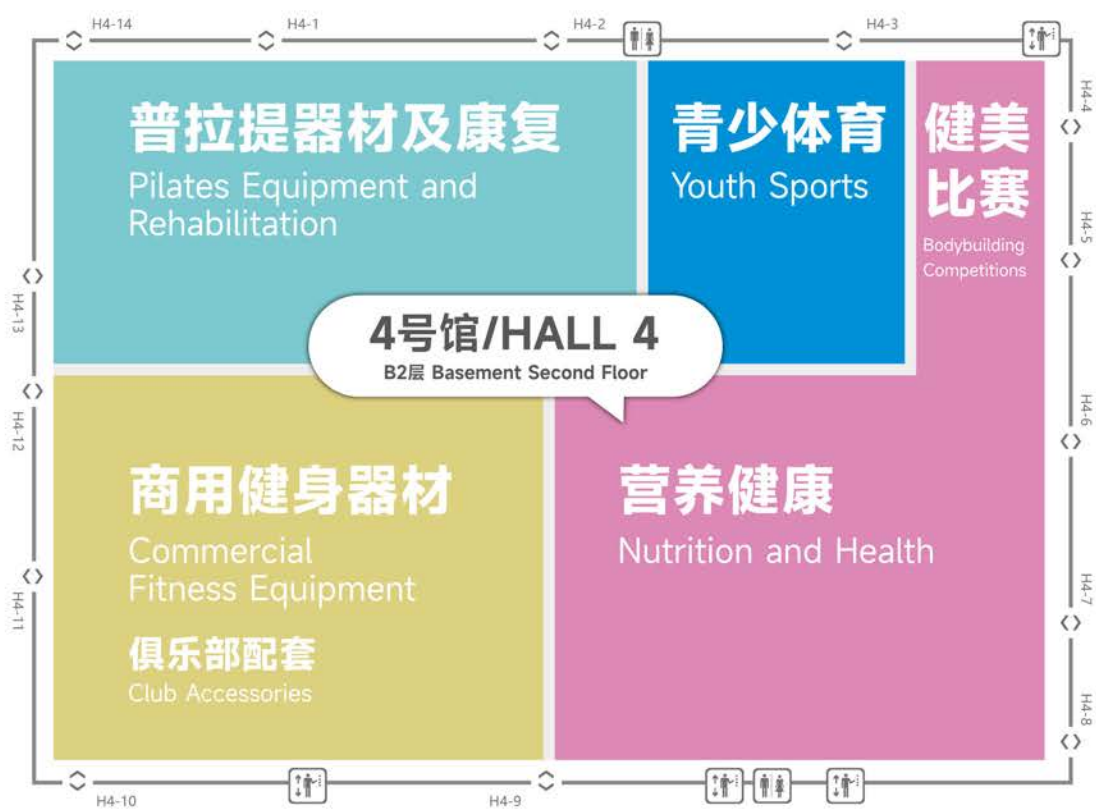 H4-14
H4-1
H4-2
H4-3
普拉提器材及康复
Pilates Equipment and
Rehabilitation
青少体育
Youth Sports
健美
比赛
Bodybuilding
Competitions
H4-4
H4-5
H4-13
4号馆/HALL 4
B2层 Basement Second Floor
H4-12
H4-6
商用健身器材
Commercial
Fitness Equipment
俱乐部配套
Club Accessories
营养健康
Nutrition and Health
H4-11
H4-7
H4-8
H4-10
H4-9